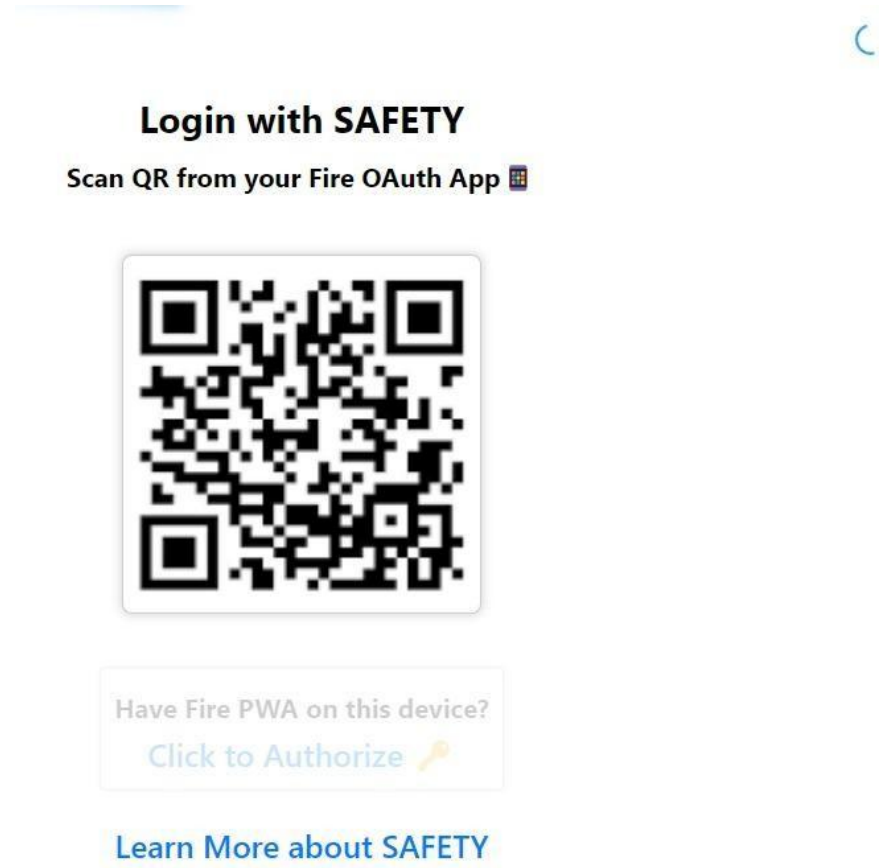 Login with SAFETY
Scan QR from your Fire OAuth App
Have Fire PWA on this device?
Click to Authorize
Learn More about SAFETY